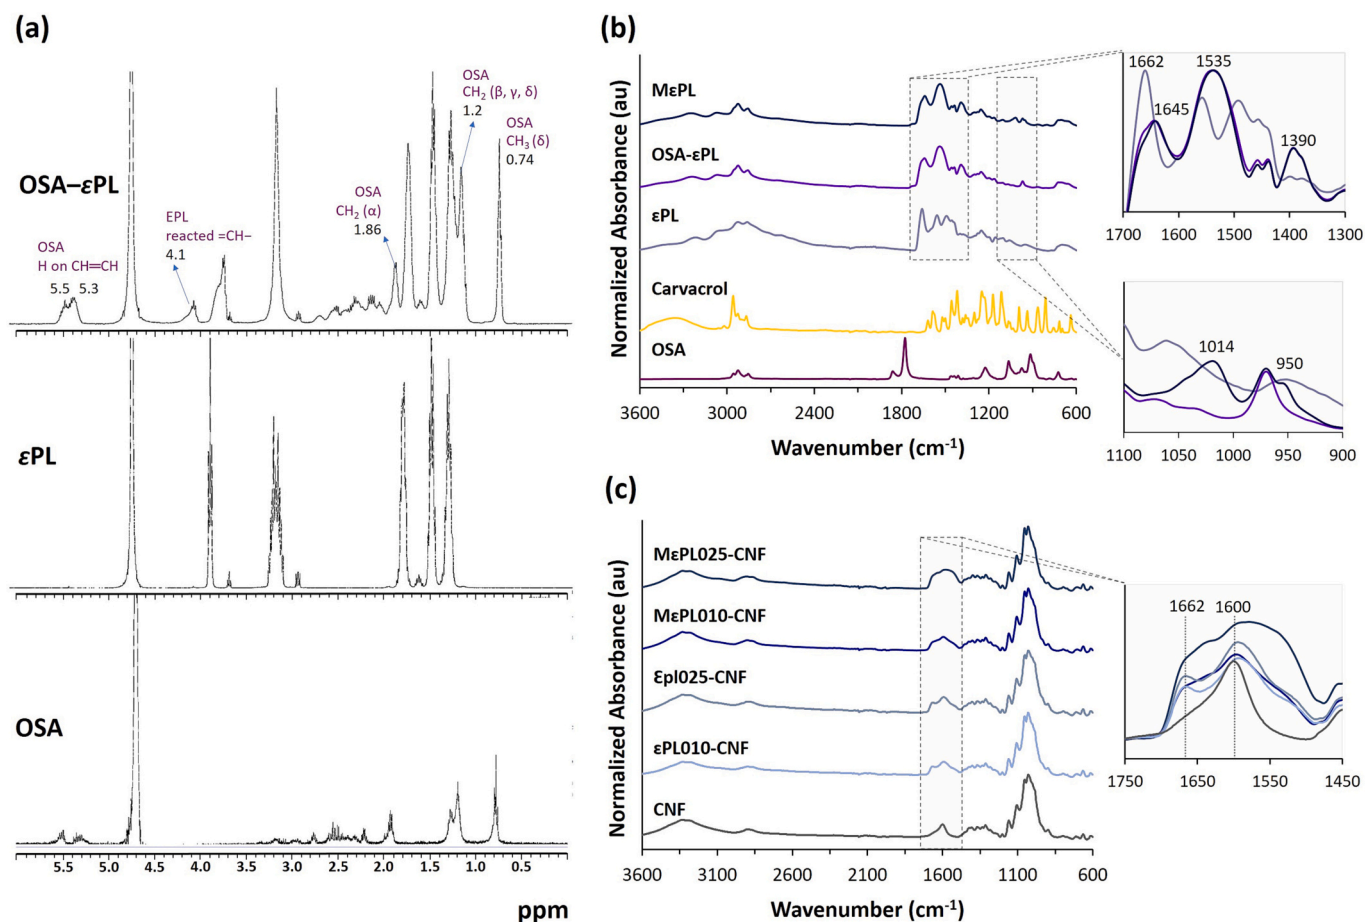 (a)
OSA–εPL
OSA
H on CH═CH
5.5 5.3
EPL
reacted =CH–
4.1
OSA
CH₂ (α)
1.86
OSA
CH₂ (β, γ, δ)
1.2
OSA
CH₃ (δ)
0.74
εPL
OSA
5.5 5.0 4.5 4.0 3.5 3.0 2.5 2.0 1.5 1.0 0.5
ppm
(b)
Normalized Absorbance (au)
MεPL
OSA-εPL
εPL
Carvacrol
OSA
3600 3000 2400 1800 1200 600
Wavenumber (cm⁻¹)
1662
1645
1535
1390
1700 1600 1500 1400 1300
1014
950
1100 1050 1000 950 900
(c)
Normalized Absorbance (au)
MεPL025-CNF
MεPL010-CNF
Ɛpl025-CNF
εPL010-CNF
CNF
3600 3100 2600 2100 1600 1100 600
Wavenumber (cm⁻¹)
1662 1600
1750 1650 1550 1450